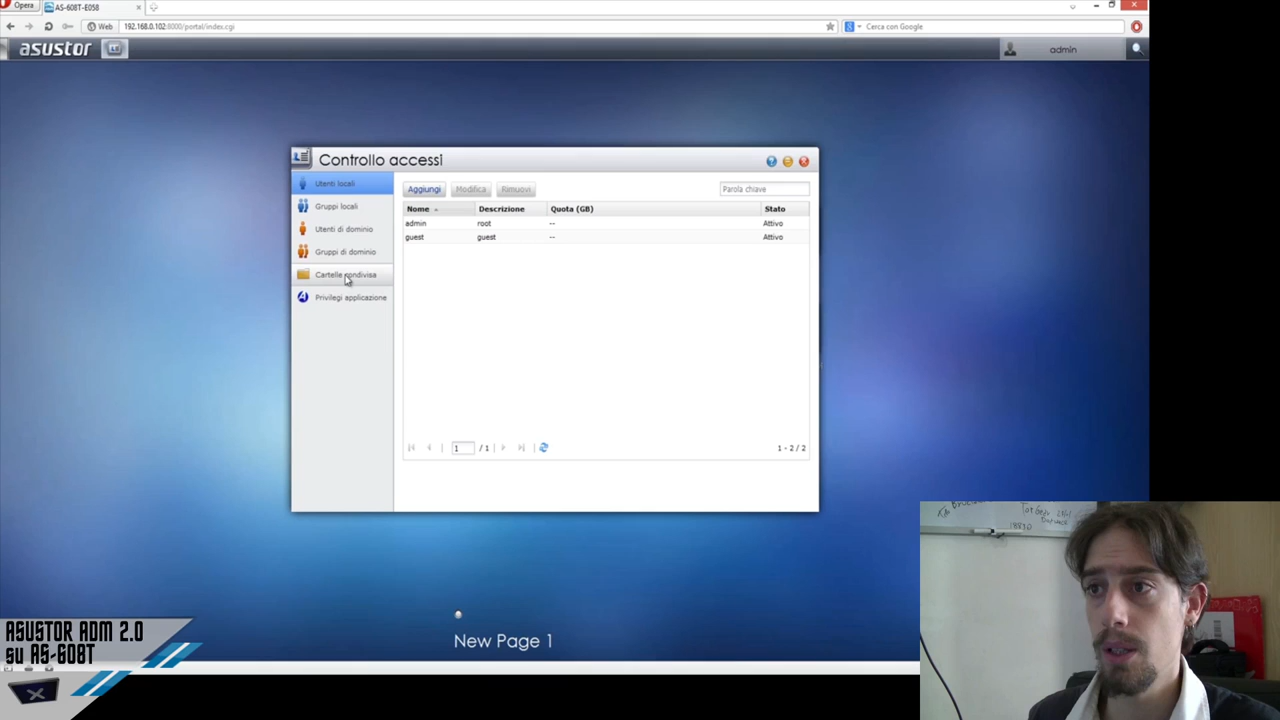 Opera
AS-608T-E058
Web
192.168.0.102:8000/portal/index.cgi
Cerca con Google
asustor
admin
Controllo accessi
Utenti locali
Gruppi locali
Utenti di dominio
Gruppi di dominio
Cartelle condivisa
Privilegi applicazione
Aggiungi
Modifica
Rimuovi
Parola chiave
Nome
Descrizione
Quota (GB)
Stato
admin
root
--
Attivo
guest
guest
--
Attivo
1
/ 1
1 - 2 / 2
New Page 1
ASUSTOR ADM 2.0
su AS-608T